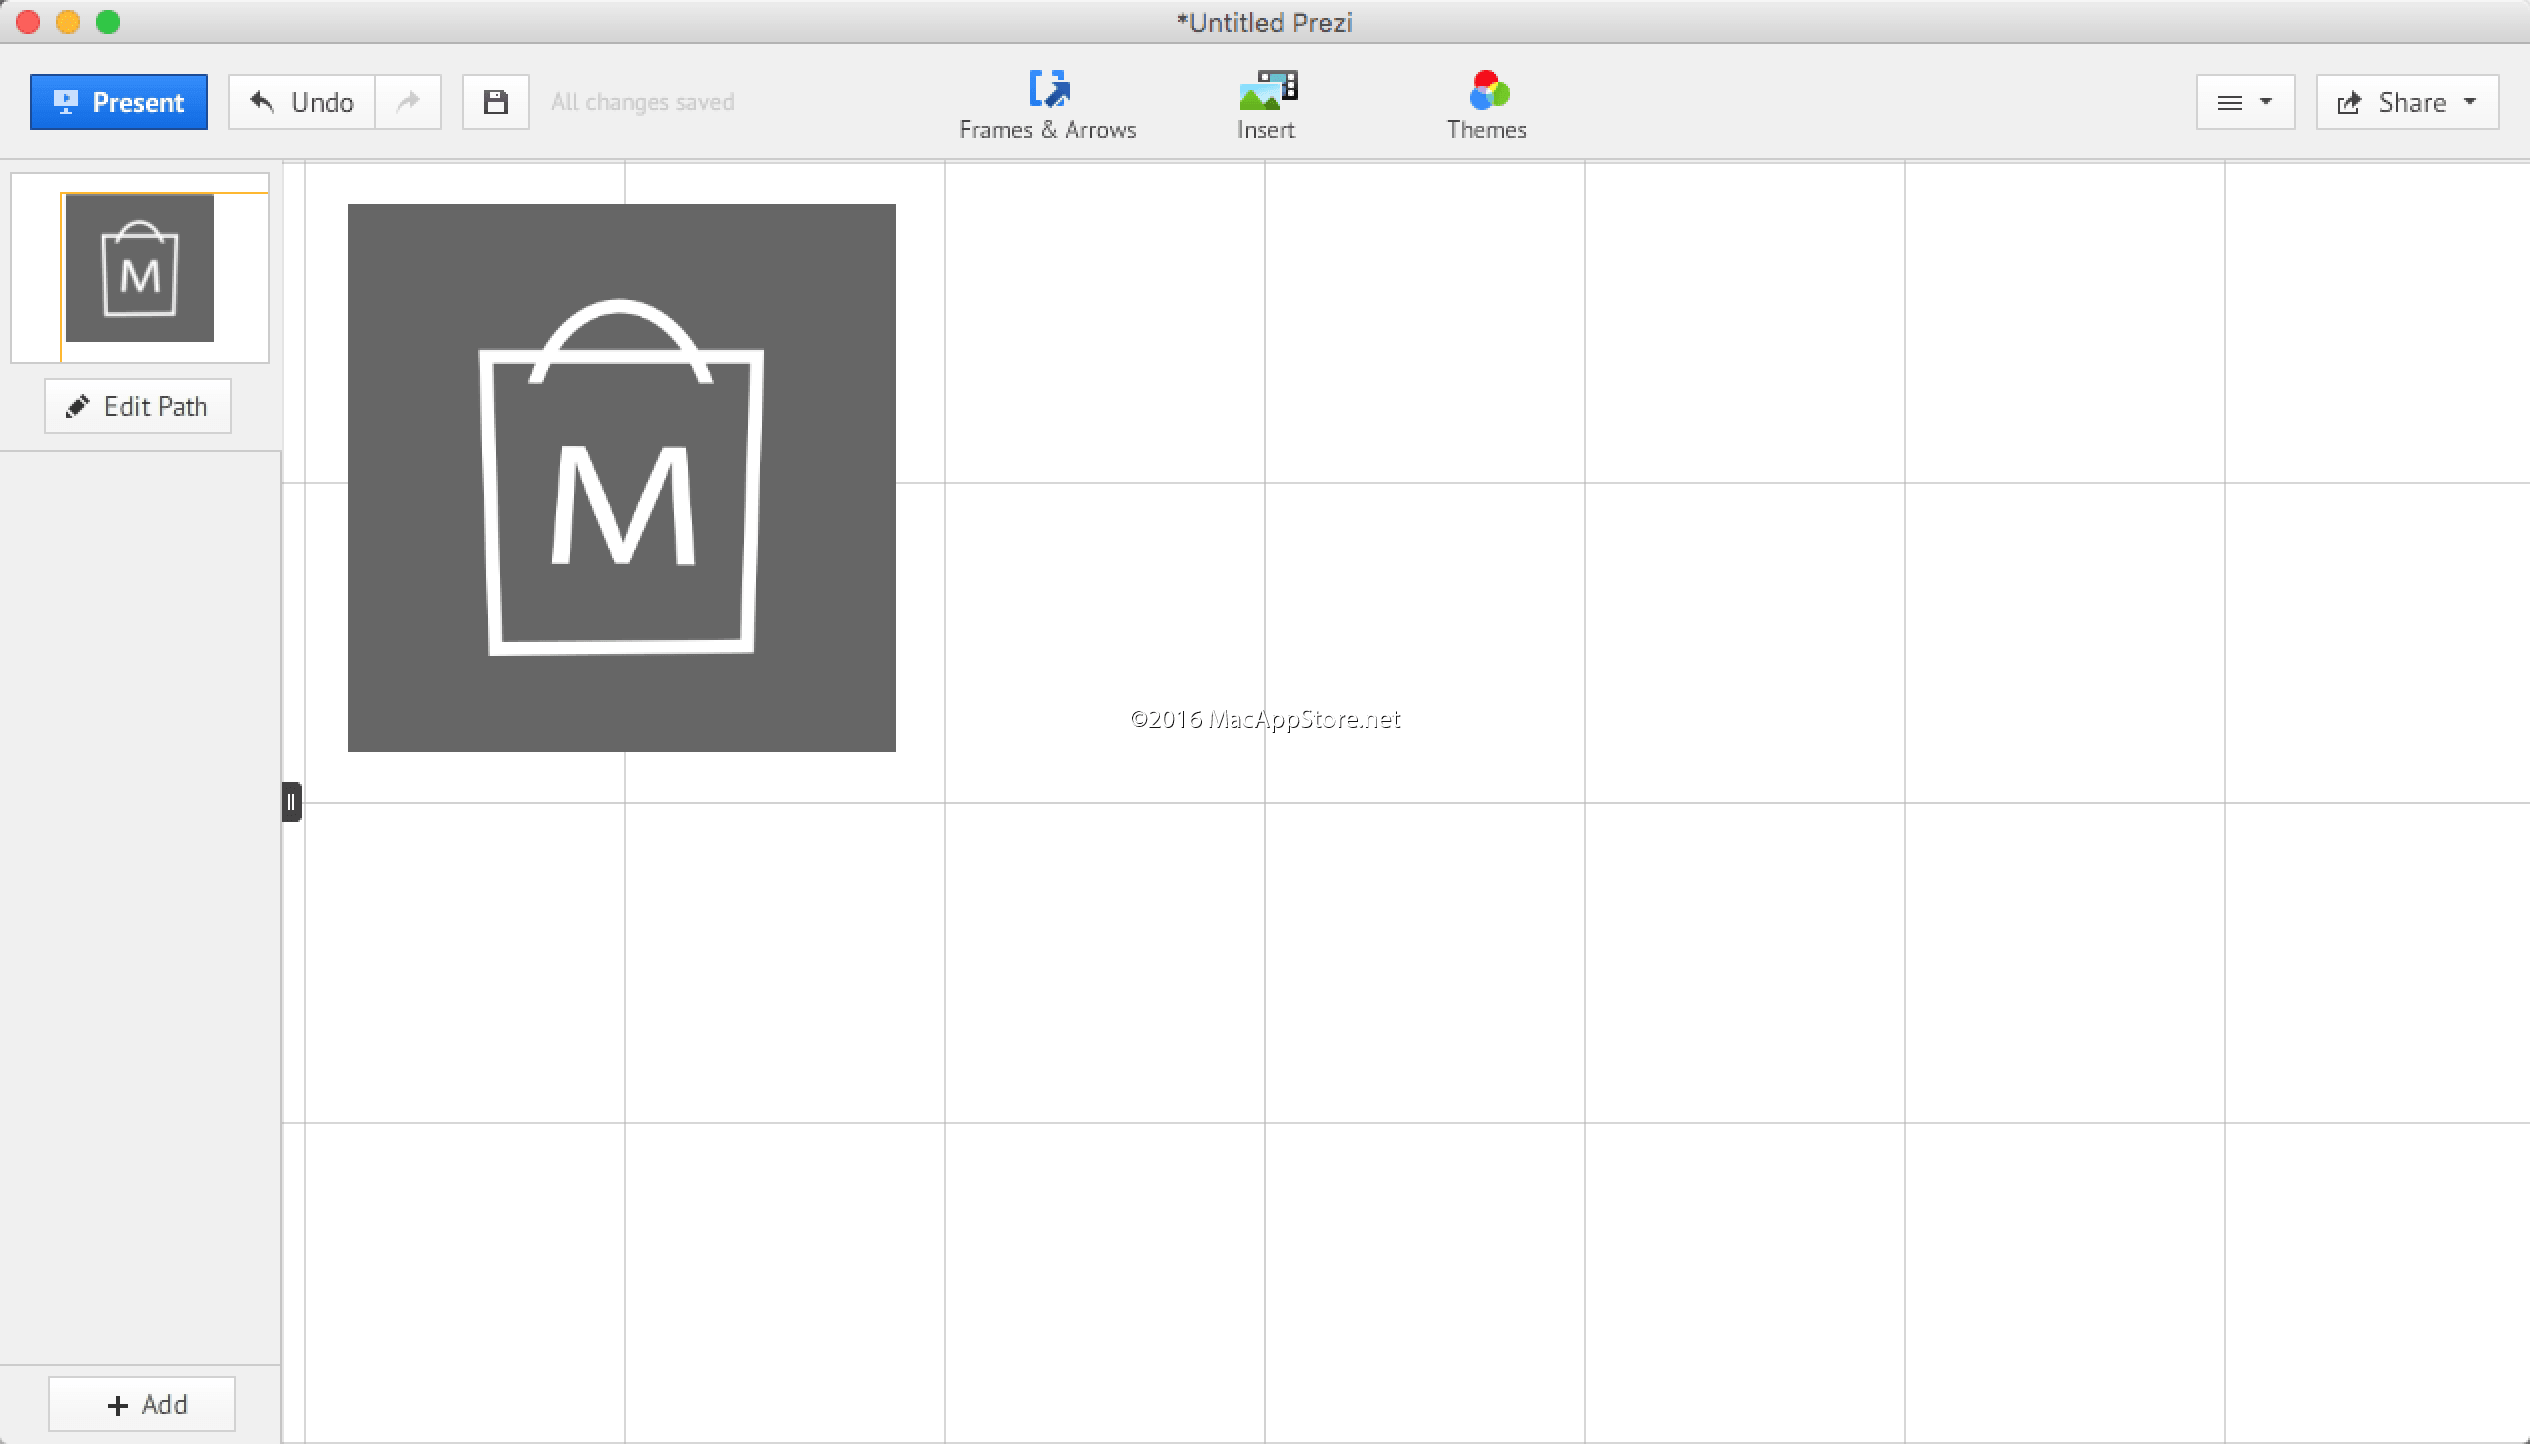 *Untitled Prezi
Present
Undo
All changes saved
Frames & Arrows
Insert
Themes
Share
M
Edit Path
M
©2016 MacAppStore.net
Add